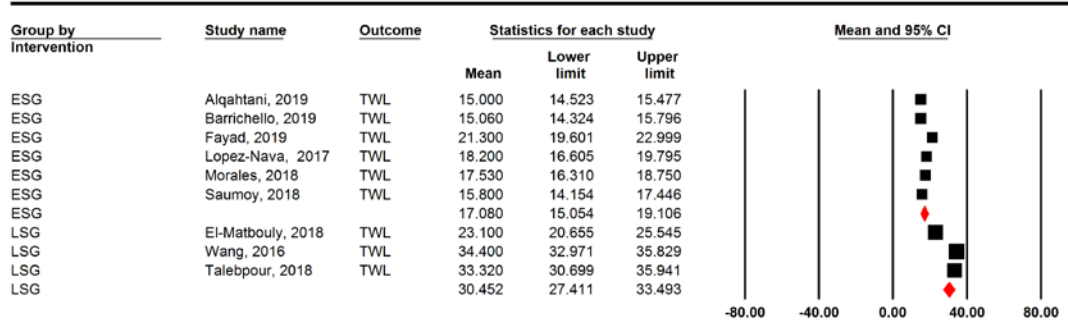 Group by Study name Outcome Statistics for each study Mean and 95% CI
Intervention
Lower Upper
Mean limit limit
ESG Alqahtani, 2019 TWL 15.000 14.523 15.477
ESG Barrichello, 2019 TWL 15.060 14.324 15.796
ESG Fayad, 2019 TWL 21.300 19.601 22.999
ESG Lopez-Nava, 2017 TWL 18.200 16.605 19.795
ESG Morales, 2018 TWL 17.530 16.310 18.750
ESG Saumoy, 2018 TWL 15.800 14.154 17.446
ESG 17.080 15.054 19.106
LSG El-Matbouly, 2018 TWL 23.100 20.655 25.545
LSG Wang, 2016 TWL 34.400 32.971 35.829
LSG Talebpour, 2018 TWL 33.320 30.699 35.941
LSG 30.452 27.411 33.493
-80.00 -40.00 0.00 40.00 80.00